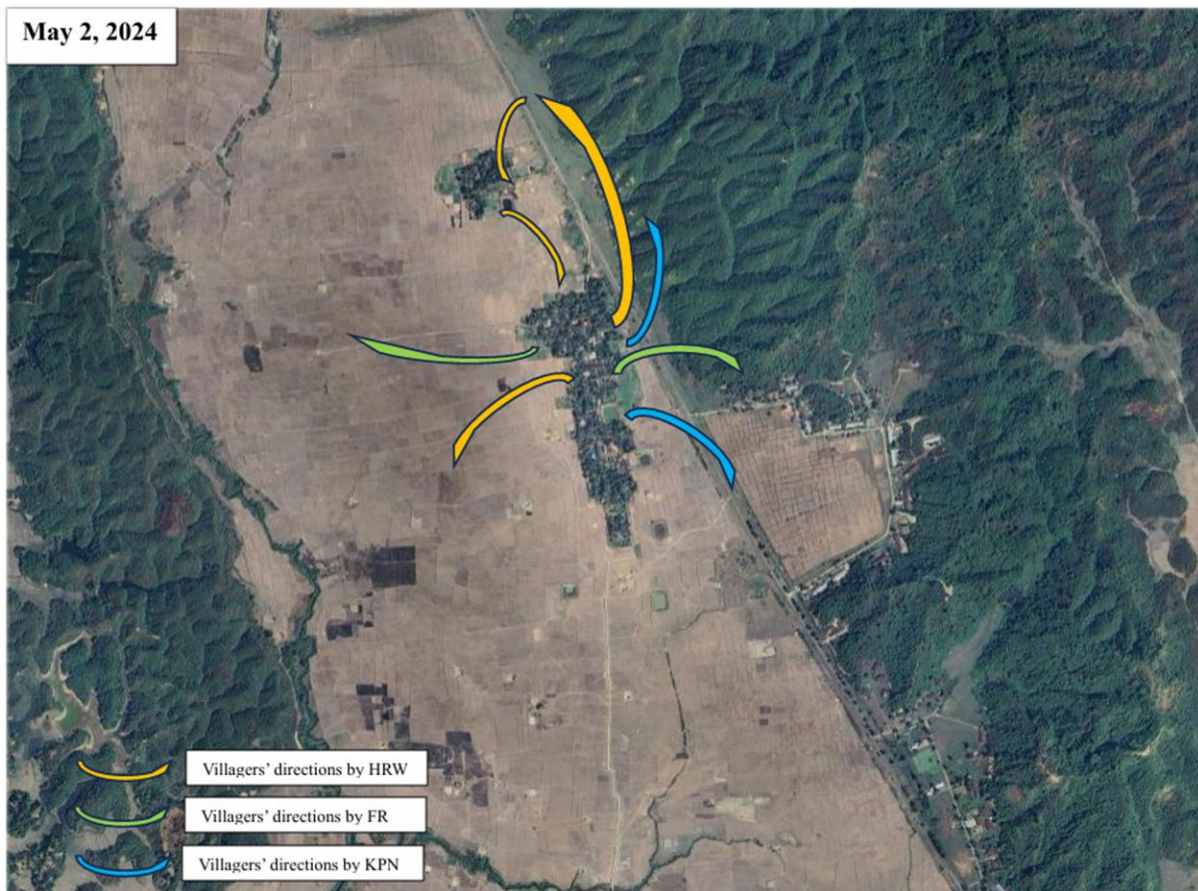 May 2, 2024
Villagers’ directions by HRW
Villagers’ directions by FR
Villagers’ directions by KPN